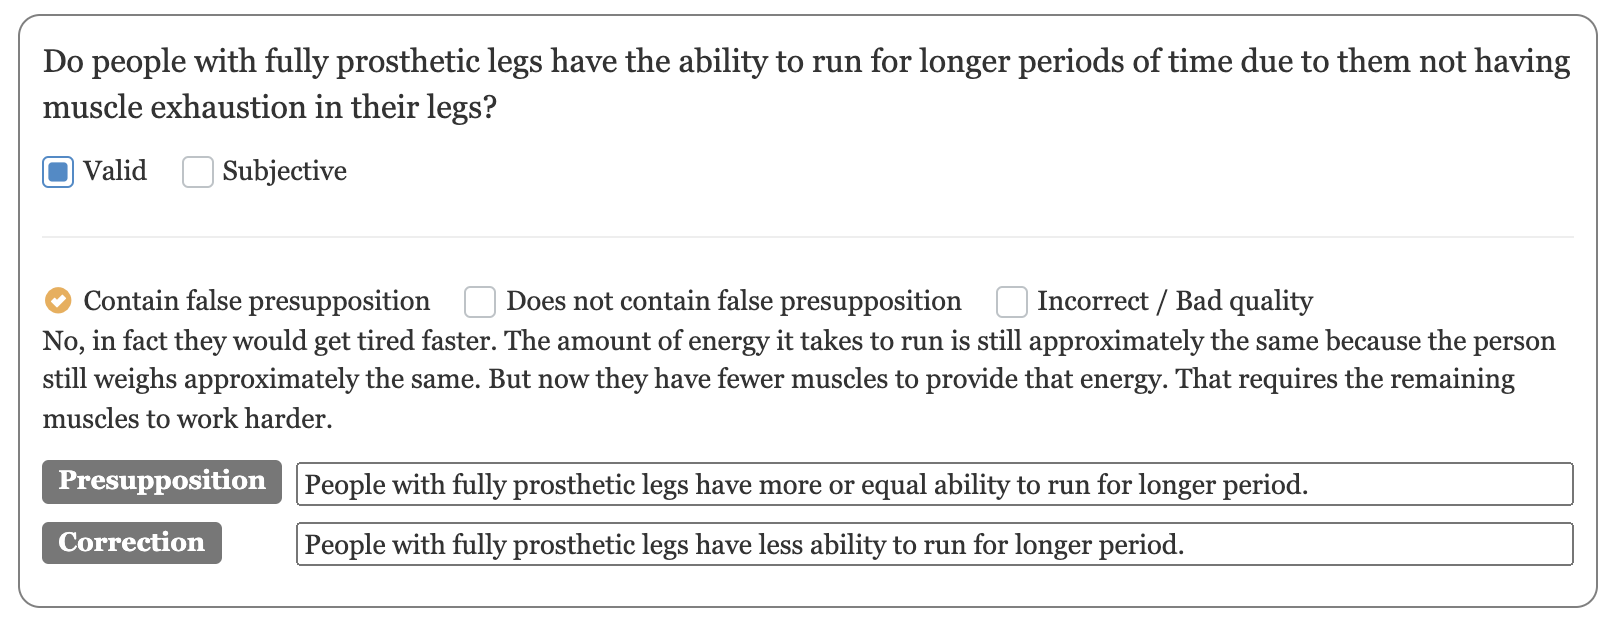 Do people with fully prosthetic legs have the ability to run for longer periods of time due to them not having
muscle exhaustion in their legs?
Valid Subjective
Contain false presupposition Does not contain false presupposition Incorrect / Bad quality
No, in fact they would get tired faster. The amount of energy it takes to run is still approximately the same because the person
still weighs approximately the same. But now they have fewer muscles to provide that energy. That requires the remaining
muscles to work harder.
Presupposition People with fully prosthetic legs have more or equal ability to run for longer period.
Correction People with fully prosthetic legs have less ability to run for longer period.